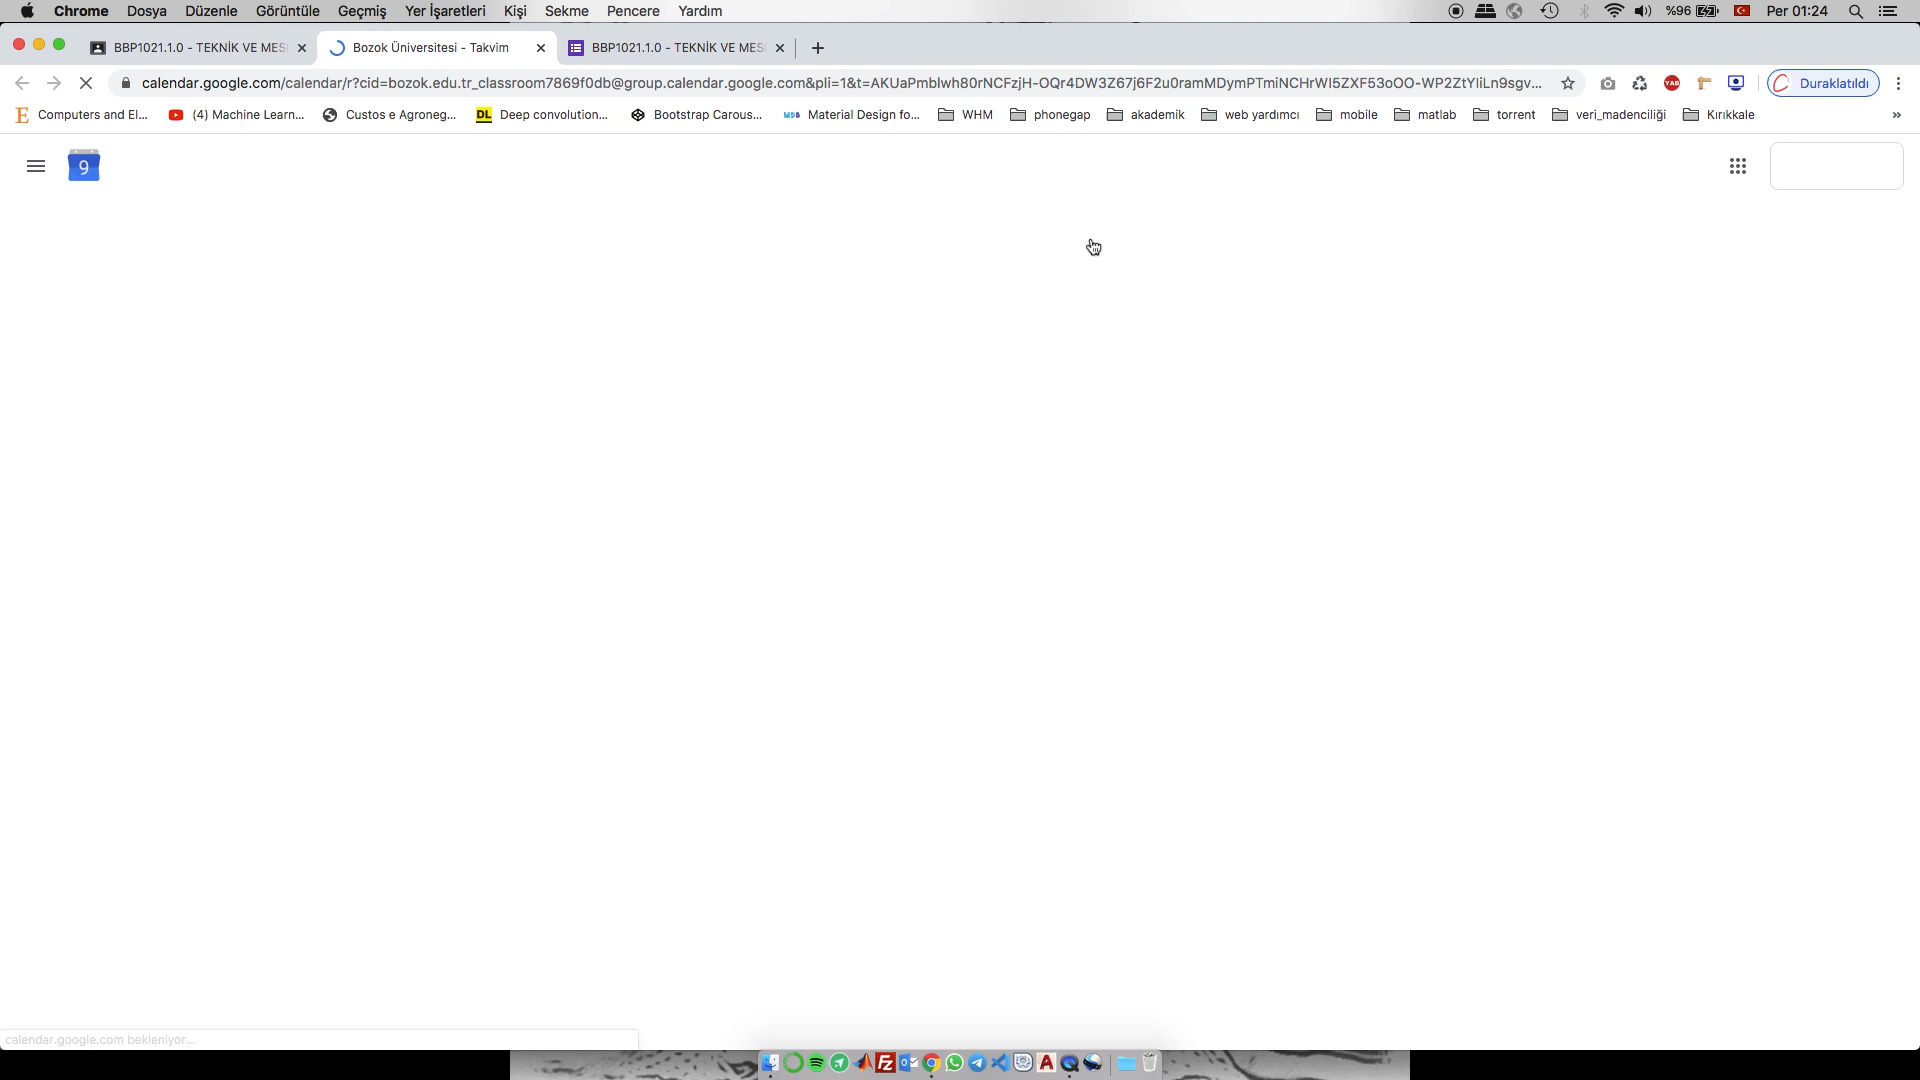 Chrome Dosya Düzenle Görüntüle Geçmiş Yer İşaretleri Kişi Sekme Pencere Yardım %96 Per 01:24
BBP1021.1.0 - TEKNİK VE MES Bozok Üniversitesi - Takvim BBP1021.1.0 - TEKNİK VE MES
calendar.google.com/calendar/r?cid=bozok.edu.tr_classroom7869f0db@group.calendar.google.com&pli=1&t=AKUaPmblwh80rNCFzjH-OQr4DW3Z67j6F2u0ramMDymPTmiNCHrWI5ZXF53oOO-WP2ZtYliLn9sgv... YAB Duraklatıldı
E Computers and El... (4) Machine Learn... Custos e Agroneg... DL Deep convolution... Bootstrap Carous... MDB Material Design fo... WHM phonegap akademik web yardımcı mobile matlab torrent veri_madenciliği Kırıkkale »
9
calendar.google.com bekleniyor...